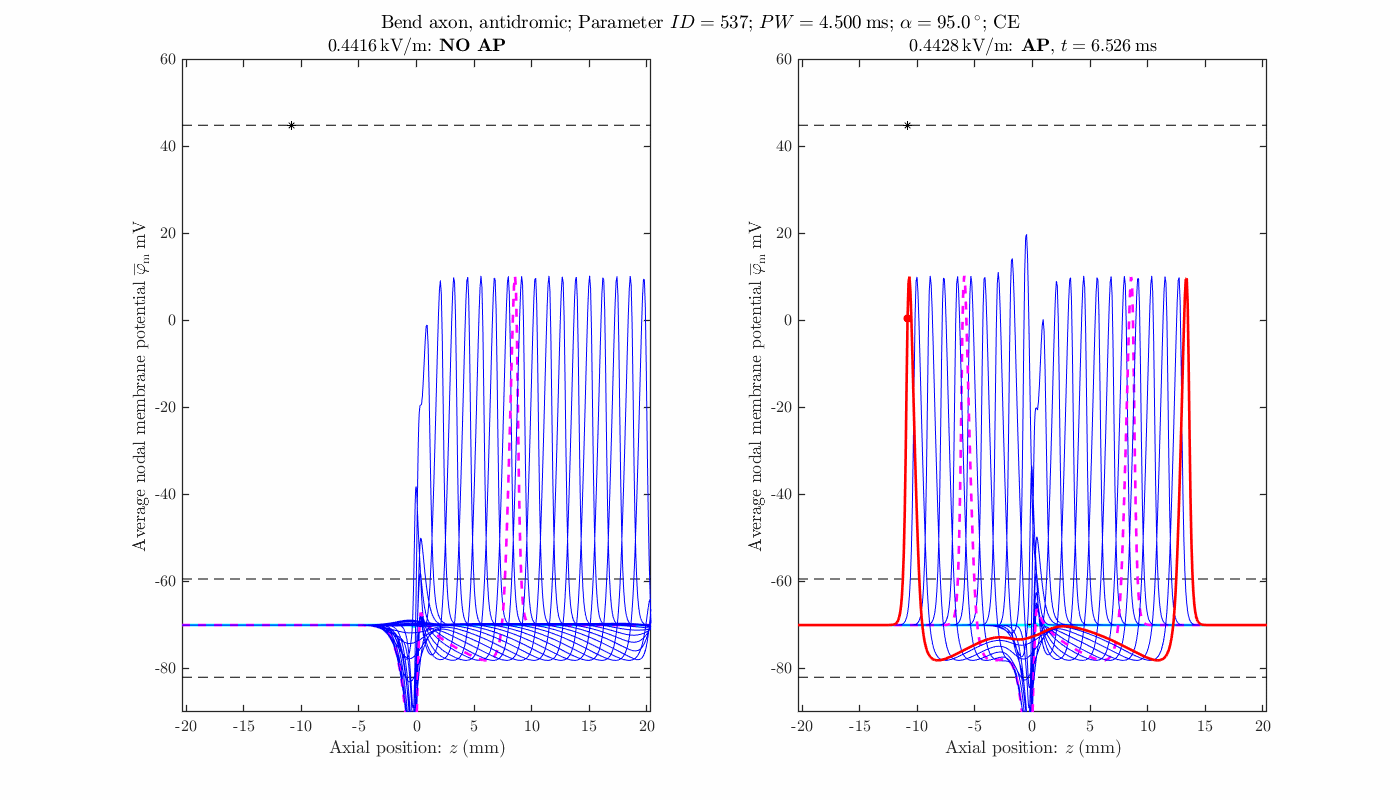 Bend axon, antidromic; Parameter ID = 537; PW = 4.500 ms; α = 95.0°; CE
0.4416 kV/m: NO AP
60
40
20
0
-20
-40
-60
-80
Average nodal membrane potential φ̅m mV
-20 -15 -10 -5 0 5 10 15 20
Axial position: z (mm)
0.4428 kV/m: AP, t = 6.526 ms
60
40
20
0
-20
-40
-60
-80
Average nodal membrane potential φ̅m mV
-20 -15 -10 -5 0 5 10 15 20
Axial position: z (mm)